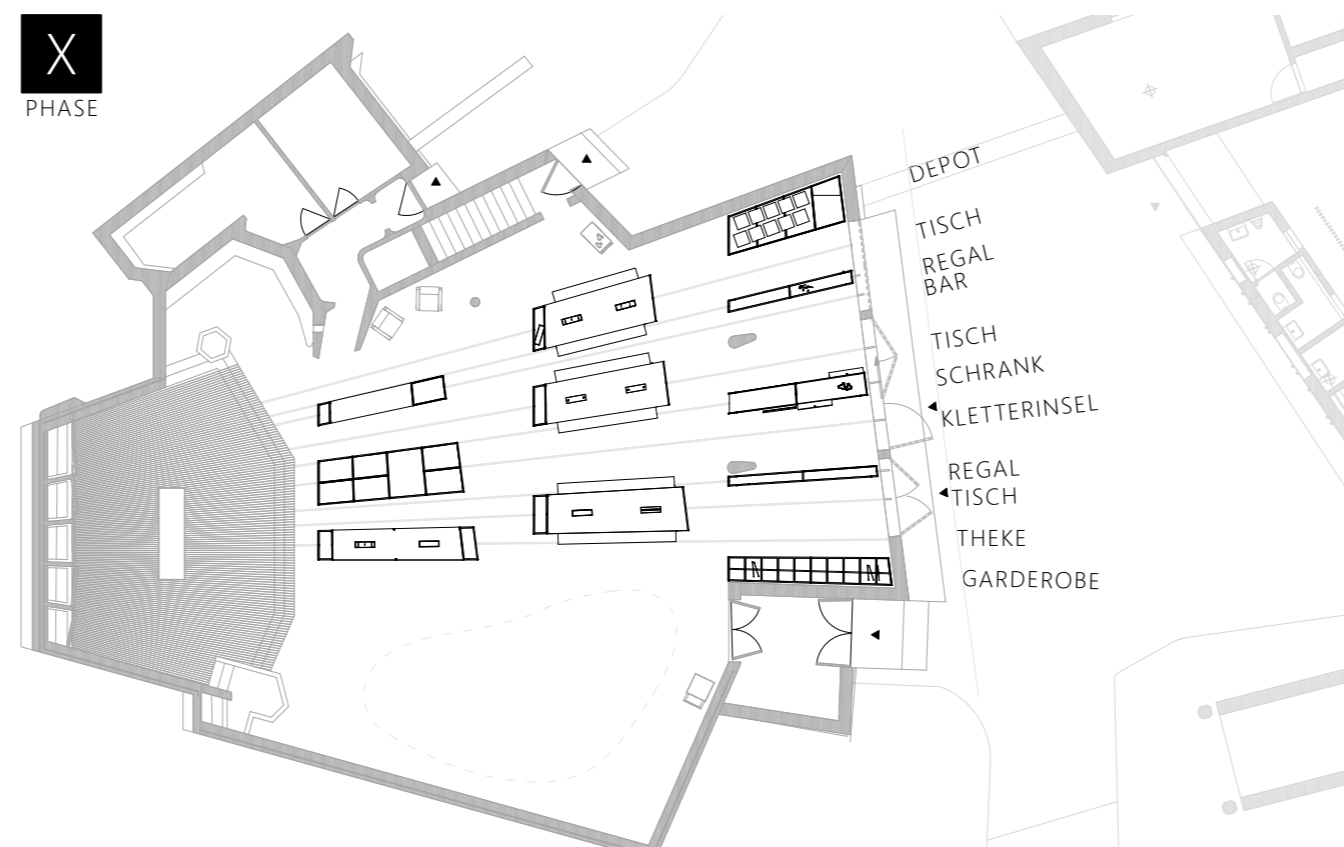 X
PHASE
DEPOT
TISCH
REGAL
BAR
TISCH
SCHRANK
KLETTERINSEL
REGAL
TISCH
THEKE
GARDEROBE